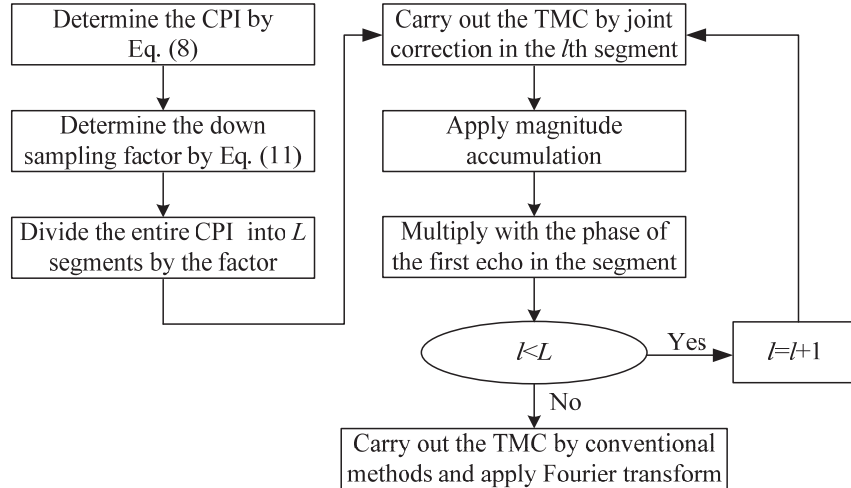 Determine the CPI by
Eq. (8)
Determine the down
sampling factor by Eq. (11)
Divide the entire CPI into L
segments by the factor
Carry out the TMC by joint
correction in the lth segment
Apply magnitude
accumulation
Multiply with the phase of
the first echo in the segment
l<L
Yes
l=l+1
No
Carry out the TMC by conventional
methods and apply Fourier transform